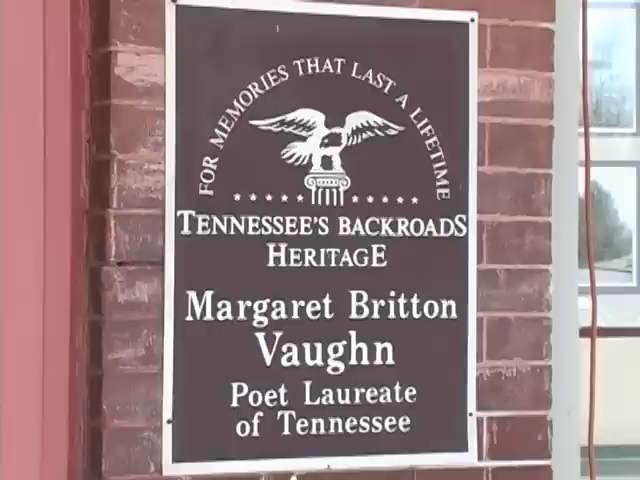 FOR MEMORIES THAT LAST A LIFETIME
TENNESSEE'S BACKROADS
HERITAGE
Margaret Britton
Vaughn
Poet Laureate
of Tennessee